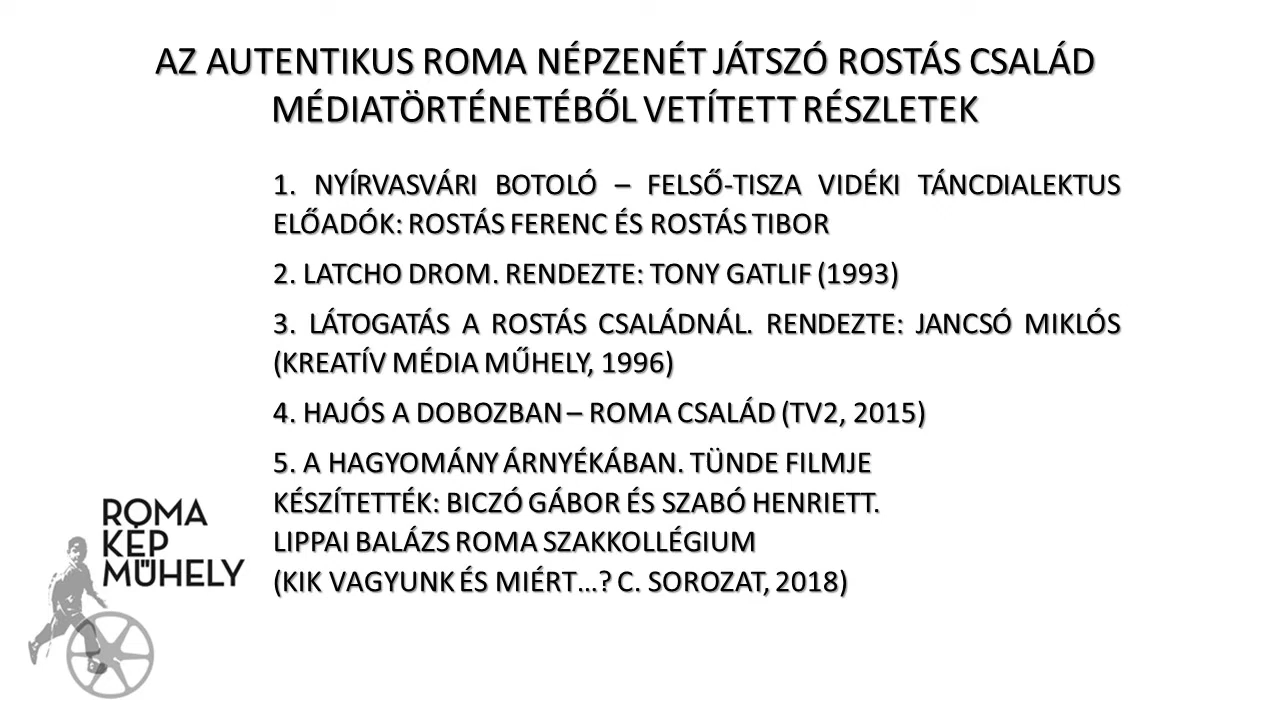 AZ AUTENTIKUS ROMA NÉPZENÉT JÁTSZÓ ROSTÁS CSALÁD
MÉDIATÖRTÉNETÉBŐL VETÍTETT RÉSZLETEK
1. NYÍRVASVÁRI BOTOLÓ – FELSŐ-TISZA VIDÉKI TÁNCDIALEKTUS
ELŐADÓK: ROSTÁS FERENC ÉS ROSTÁS TIBOR
2. LATCHO DROM. RENDEZTE: TONY GATLIF (1993)
3. LÁTOGATÁS A ROSTÁS CSALÁDNÁL. RENDEZTE: JANCSÓ MIKLÓS
(KREATÍV MÉDIA MŰHELY, 1996)
4. HAJÓS A DOBOZBAN – ROMA CSALÁD (TV2, 2015)
5. A HAGYOMÁNY ÁRNYÉKÁBAN. TÜNDE FILMJE
KÉSZÍTETTÉK: BICZÓ GÁBOR ÉS SZABÓ HENRIETT.
LIPPAI BALÁZS ROMA SZAKKOLLÉGIUM
(KIK VAGYUNK ÉS MIÉRT...? C. SOROZAT, 2018)
ROMA
KÉP
MŰHELY